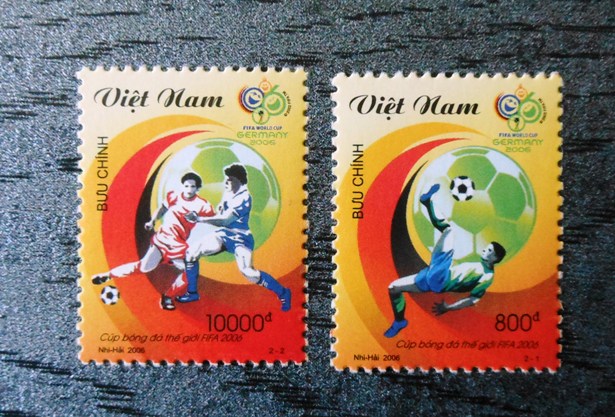 Việt Nam
FIFA WORLD CUP
GERMANY
2006
BƯU CHÍNH
10000đ
Cúp bóng đá thế giới FIFA 2006
Nhi-Hải 2006
2 - 2
Việt Nam
FIFA WORLD CUP
GERMANY
2006
BƯU CHÍNH
800đ
Cúp bóng đá thế giới FIFA 2006
Nhi-Hải 2006
2 - 1